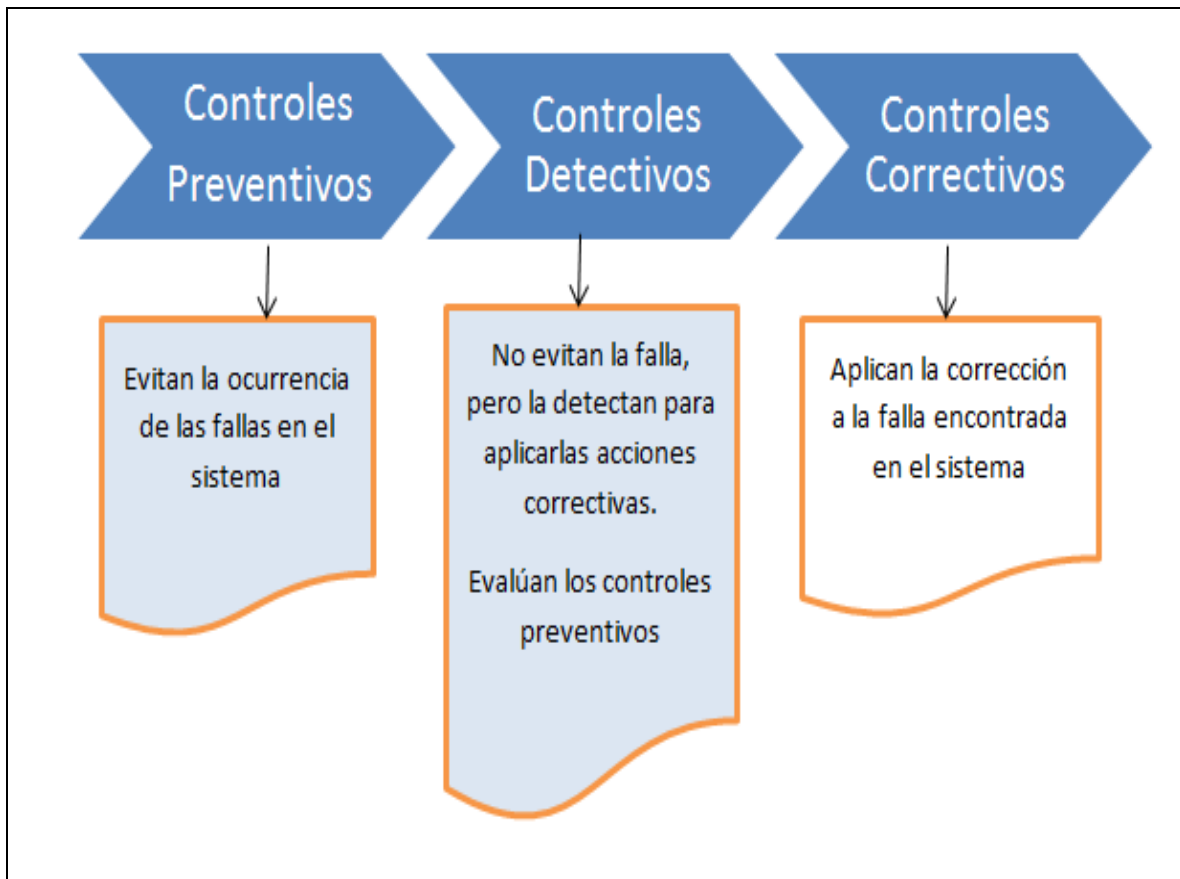 Controles
Preventivos
Controles
Detectivos
Controles
Correctivos
Evitan la ocurrencia
de las fallas en el
sistema
No evitan la falla,
pero la detectan para
aplicarlas acciones
correctivas.
Evalúan los controles
preventivos
Aplican la corrección
a la falla encontrada
en el sistema